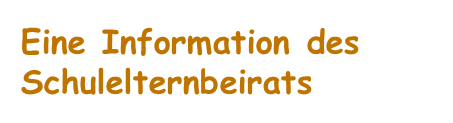 Eine Information des
Schulelternbeirats